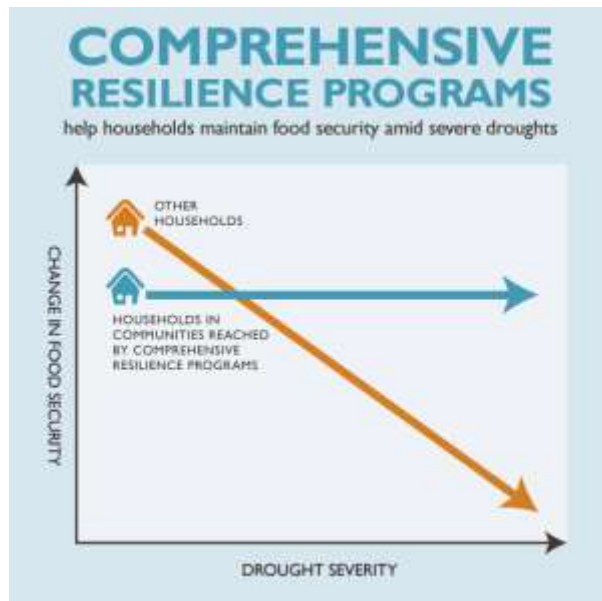 COMPREHENSIVE
RESILIENCE PROGRAMS
help households maintain food security amid severe droughts
OTHER
HOUSEHOLDS
HOUSEHOLDS IN
COMMUNITIES REACHED
BY COMPREHENSIVE
RESILIENCE PROGRAMS
CHANGE IN FOOD SECURITY
DROUGHT SEVERITY